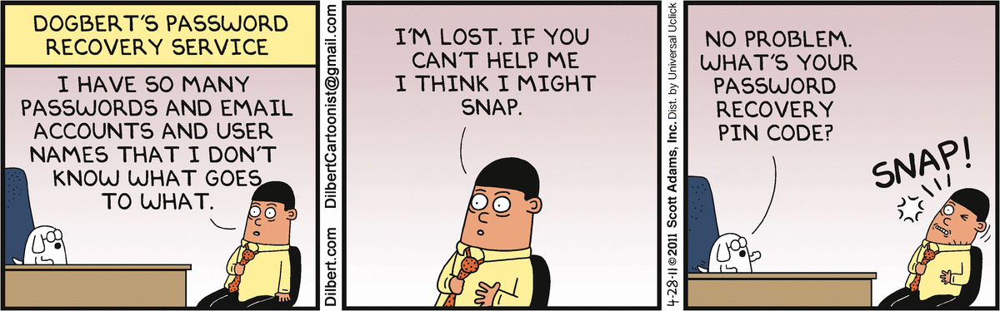 DOGBERT'S PASSWORD
RECOVERY SERVICE
I HAVE SO MANY
PASSWORDS AND EMAIL
ACCOUNTS AND USER
NAMES THAT I DON'T
KNOW WHAT GOES
TO WHAT.
Dilbert.com DilbertCartoonist@gmail.com
I'M LOST. IF YOU
CAN'T HELP ME
I THINK I MIGHT
SNAP.
4-28-11 ©2011 Scott Adams, Inc. Dist. by Universal Uclick
NO PROBLEM.
WHAT'S YOUR
PASSWORD
RECOVERY
PIN CODE?
SNAP!